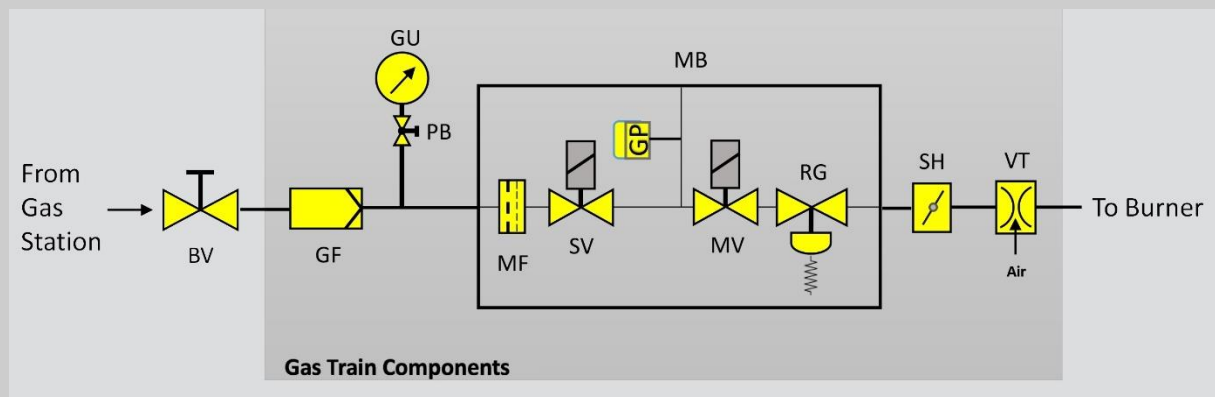 GU
MB
PB
GP
From
Gas
Station
BV
GF
MF
SV
MV
RG
SH
VT
Air
To Burner
Gas Train Components